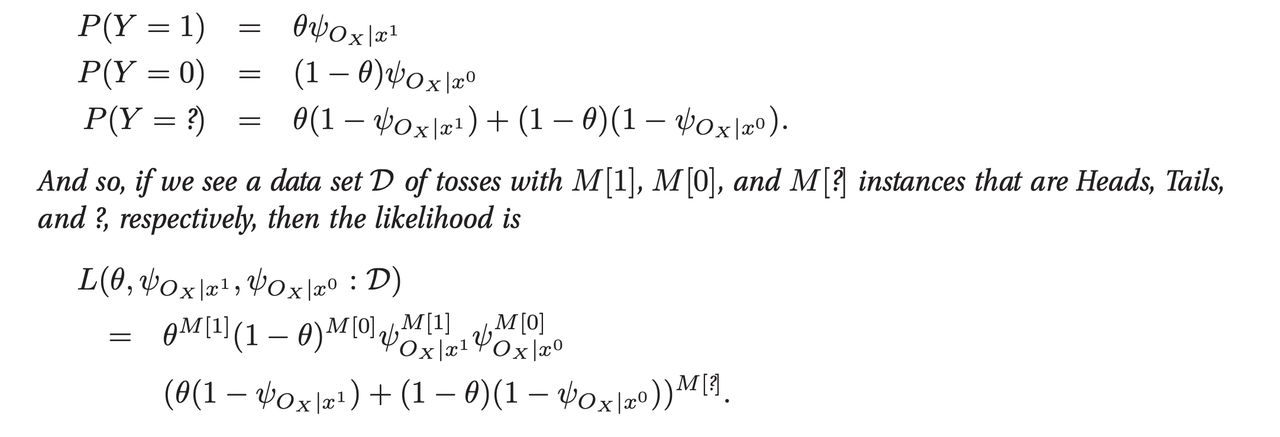 P(Y = 1) = θψ_{O_X|x^1}
P(Y = 0) = (1 − θ)ψ_{O_X|x^0}
P(Y = ?) = θ(1 − ψ_{O_X|x^1}) + (1 − θ)(1 − ψ_{O_X|x^0}).
And so, if we see a data set 𝒟 of tosses with M[1], M[0], and M[?] instances that are Heads, Tails,
and ?, respectively, then the likelihood is
L(θ, ψ_{O_X|x^1}, ψ_{O_X|x^0} : 𝒟)
= θ^{M[1]}(1 − θ)^{M[0]}ψ_{O_X|x^1}^{M[1]}ψ_{O_X|x^0}^{M[0]}
(θ(1 − ψ_{O_X|x^1}) + (1 − θ)(1 − ψ_{O_X|x^0}))^{M[?]}.